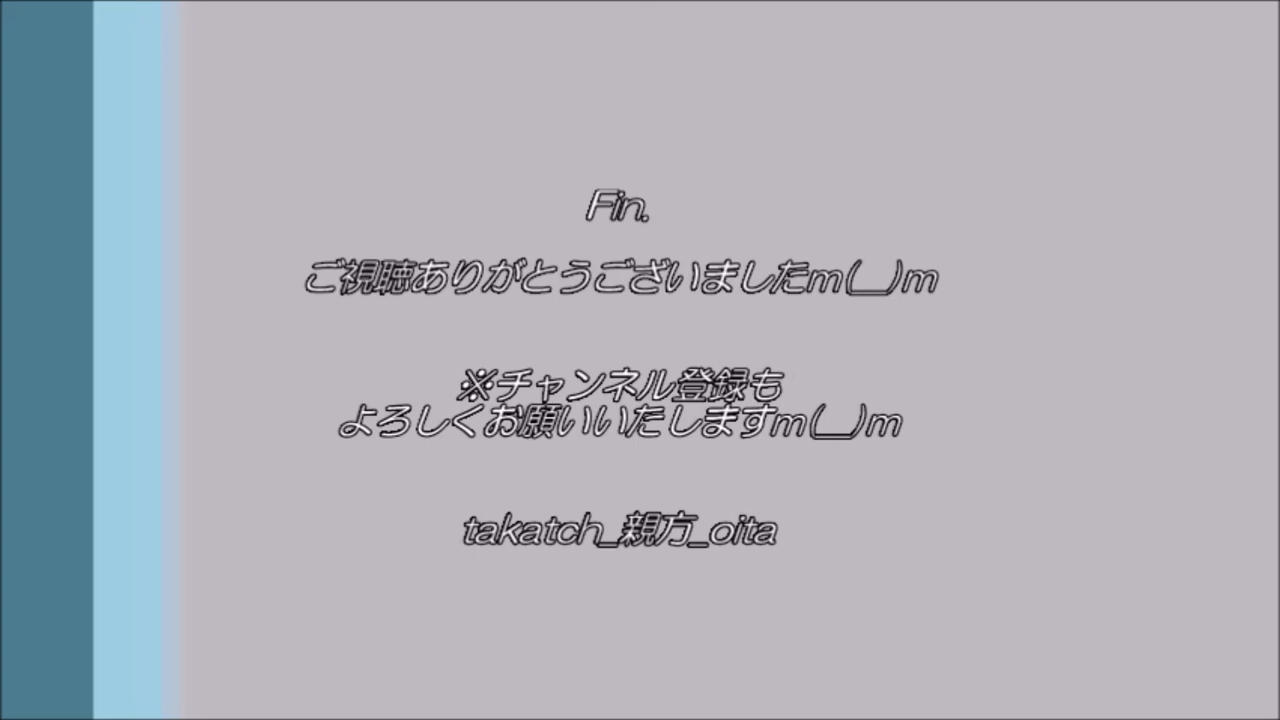 Fin.
ご視聴ありがとうございましたm(__)m
※チャンネル登録も
よろしくお願いいたしますm(__)m
takatch_親方_oita